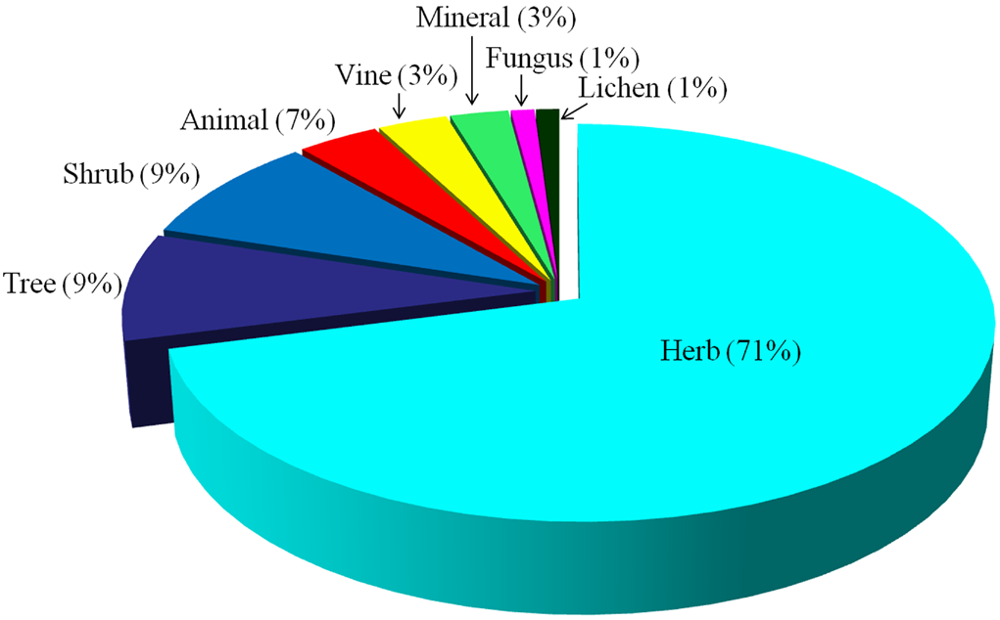 Mineral (3%)
Fungus (1%)
Vine (3%)
Lichen (1%)
Animal (7%)
Shrub (9%)
Tree (9%)
Herb (71%)